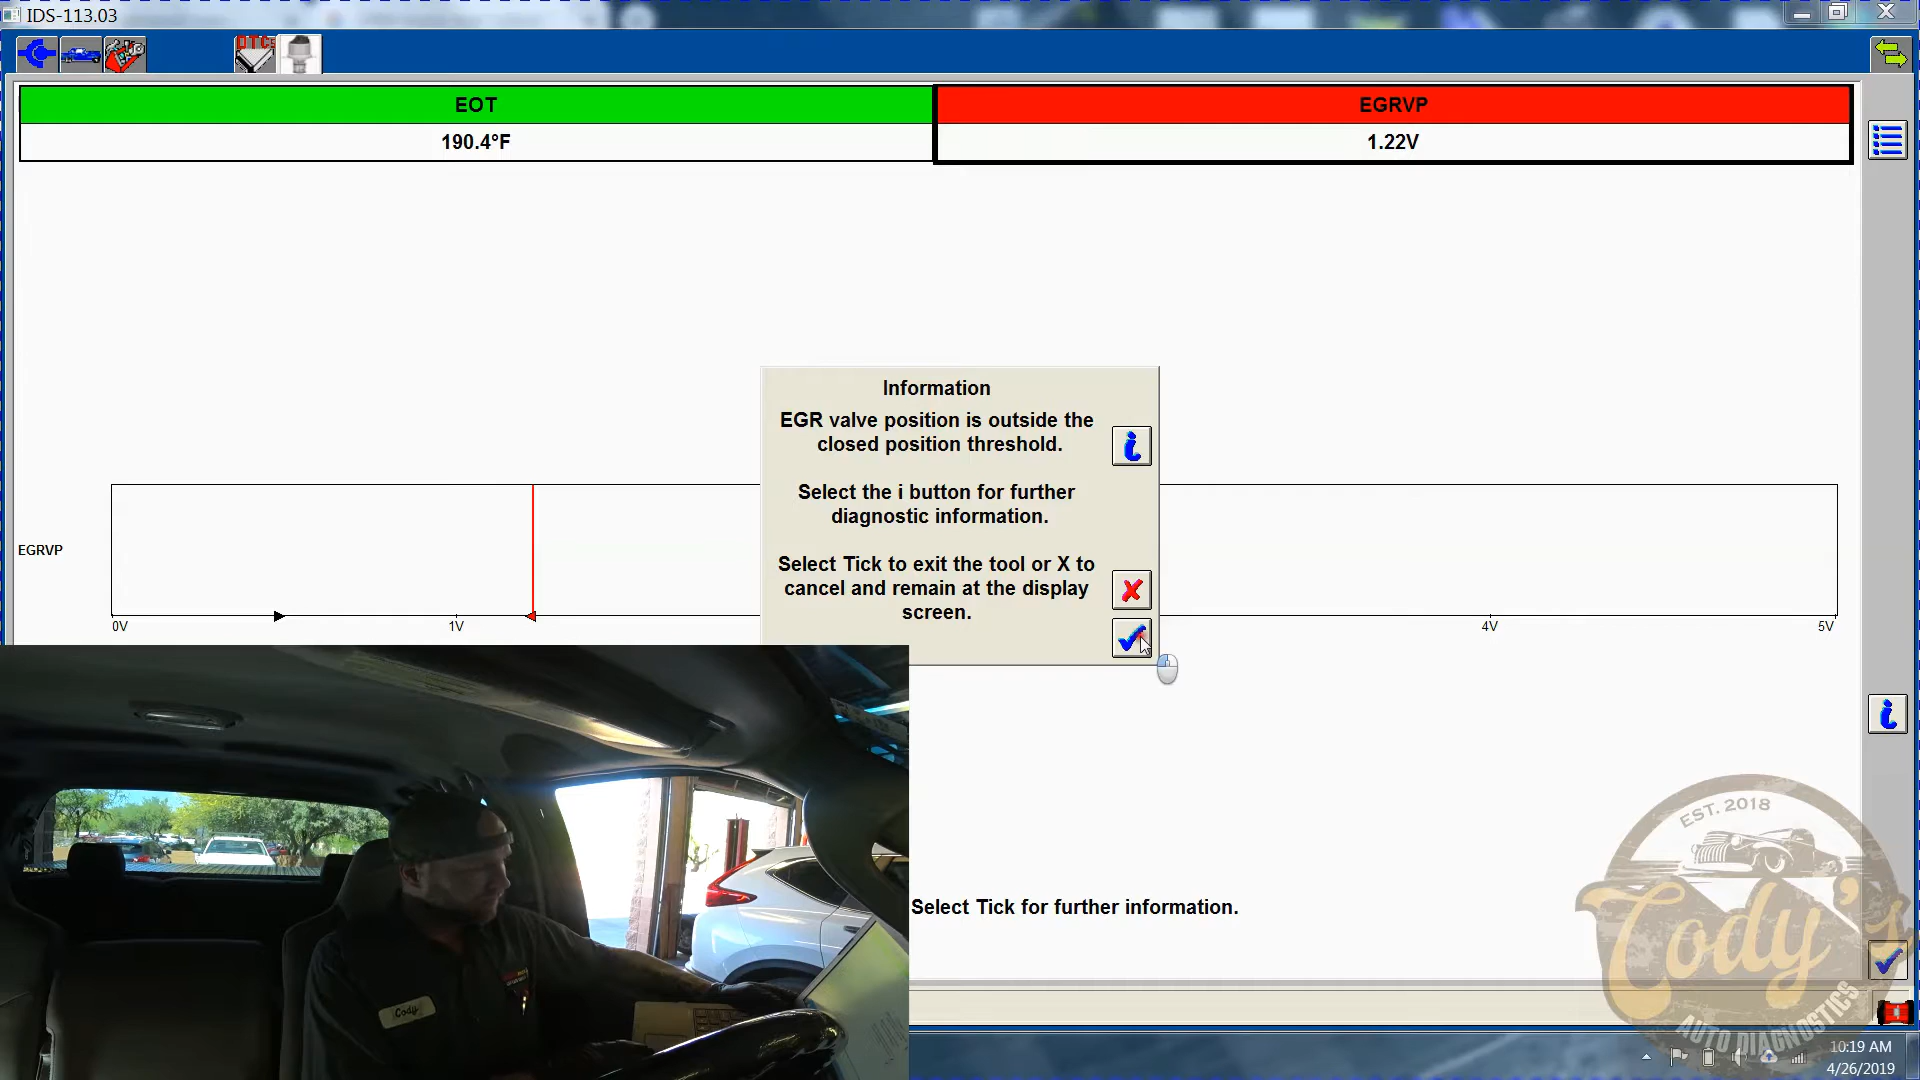 IDS-113.03
DTCs
EOT
EGRVP
190.4°F
1.22V
Information
EGR valve position is outside the
closed position threshold.
Select the i button for further
diagnostic information.
Select Tick to exit the tool or X to
cancel and remain at the display
screen.
EGRVP
0V
1V
4V
5V
Select Tick for further information.
Cody
EST. 2018
Cody's
AUTO DIAGNOSTICS
10:19 AM
4/26/2019